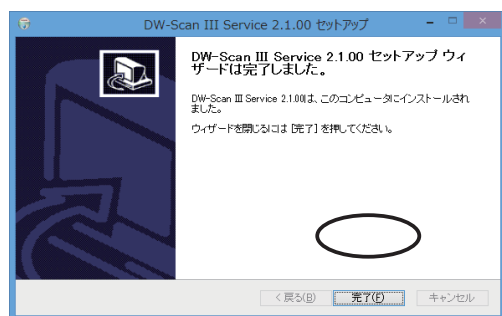 DW-Scan III Service 2.1.00 セットアップ
DW-Scan III Service 2.1.00 セットアップ ウィ
ザードは完了しました。
DW-Scan III Service 2.1.00は、このコンピュータにインストールされ
ました。
ウィザードを閉じるには [完了] を押してください。
< 戻る(B)
完了(F)
キャンセル